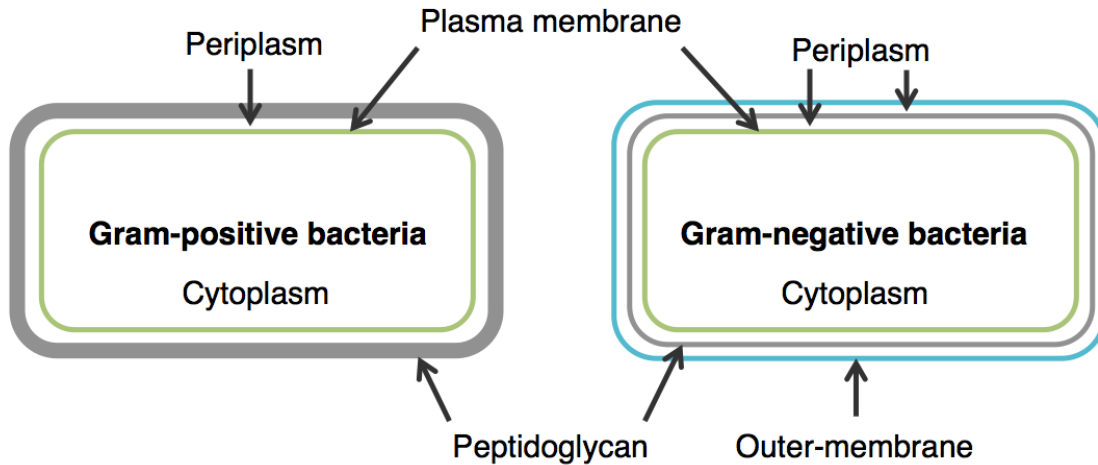 Plasma membrane
Periplasm
Periplasm
Gram-positive bacteria
Cytoplasm
Gram-negative bacteria
Cytoplasm
Peptidoglycan
Outer-membrane